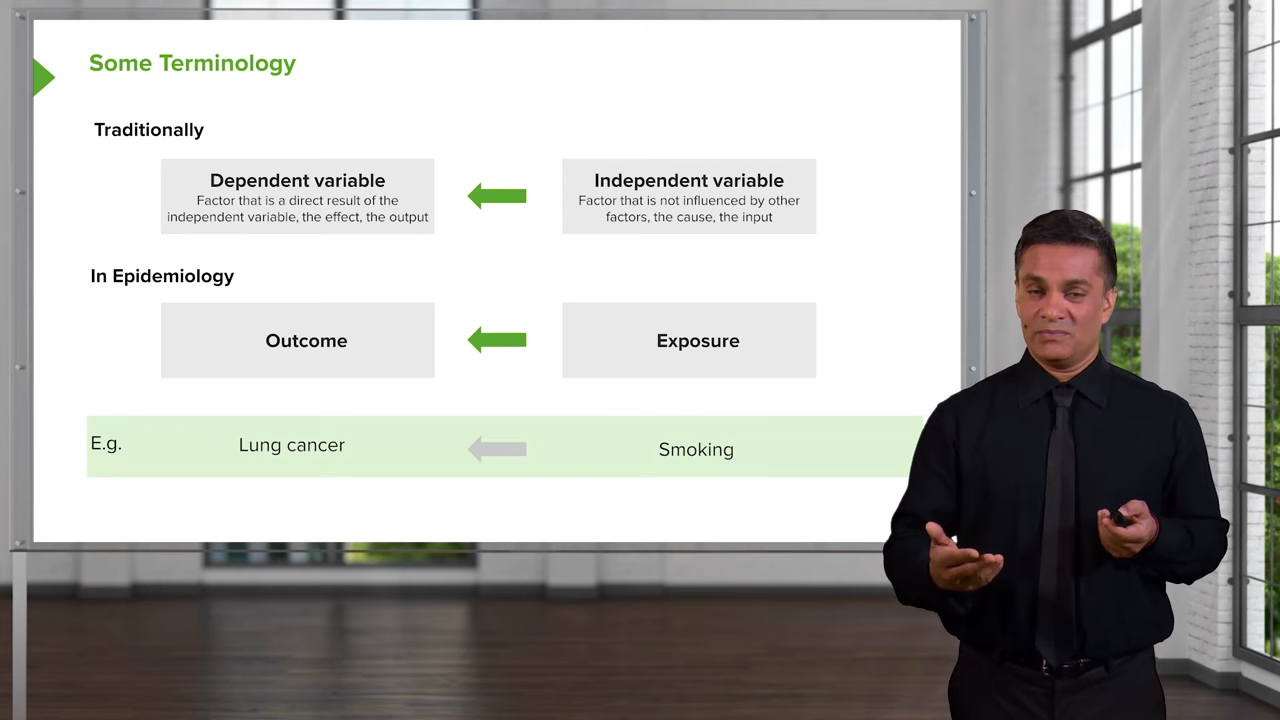 Some Terminology
Traditionally
Dependent variable
Factor that is a direct result of the
independent variable, the effect, the output
Independent variable
Factor that is not influenced by other
factors, the cause, the input
In Epidemiology
Outcome
Exposure
E.g.
Lung cancer
Smoking